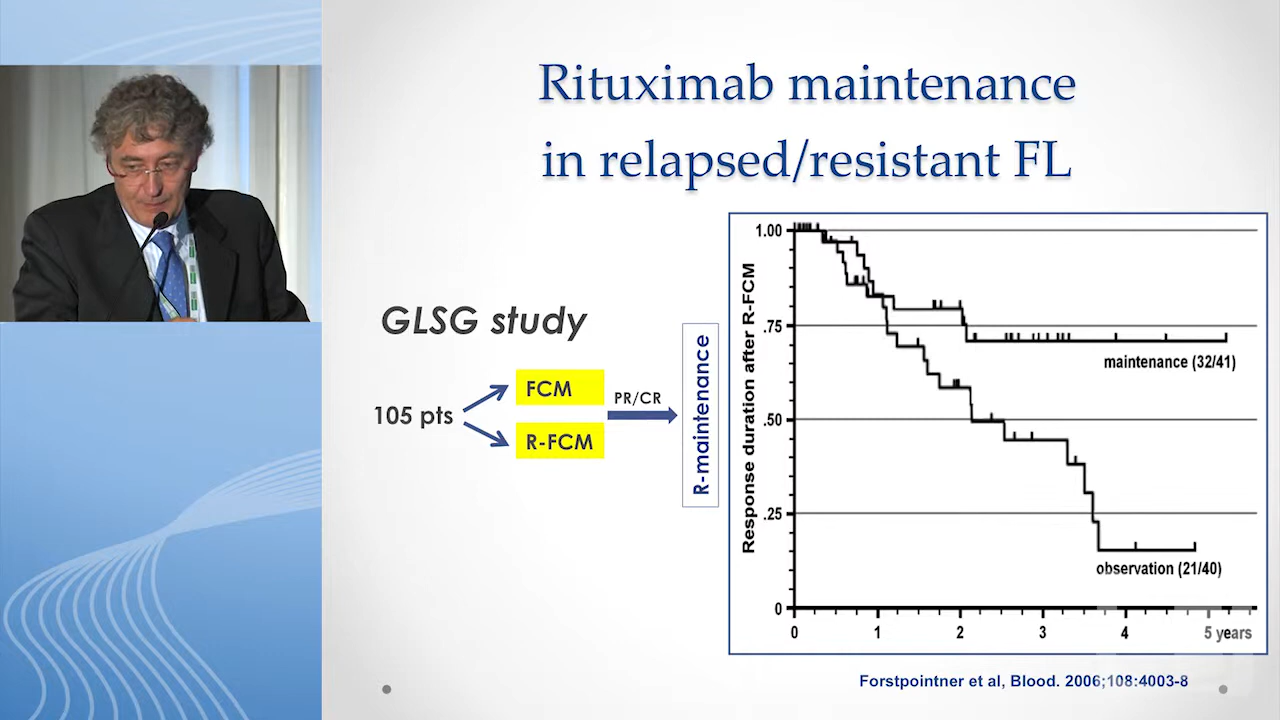 Rituximab maintenance
in relapsed/resistant FL
GLSG study
105 pts
FCM
R-FCM
PR/CR
R-maintenance
Response duration after R-FCM
1.00
.75
.50
.25
0
maintenance (32/41)
observation (21/40)
0 1 2 3 4 5 years
Forstpointner et al, Blood. 2006;108:4003-8